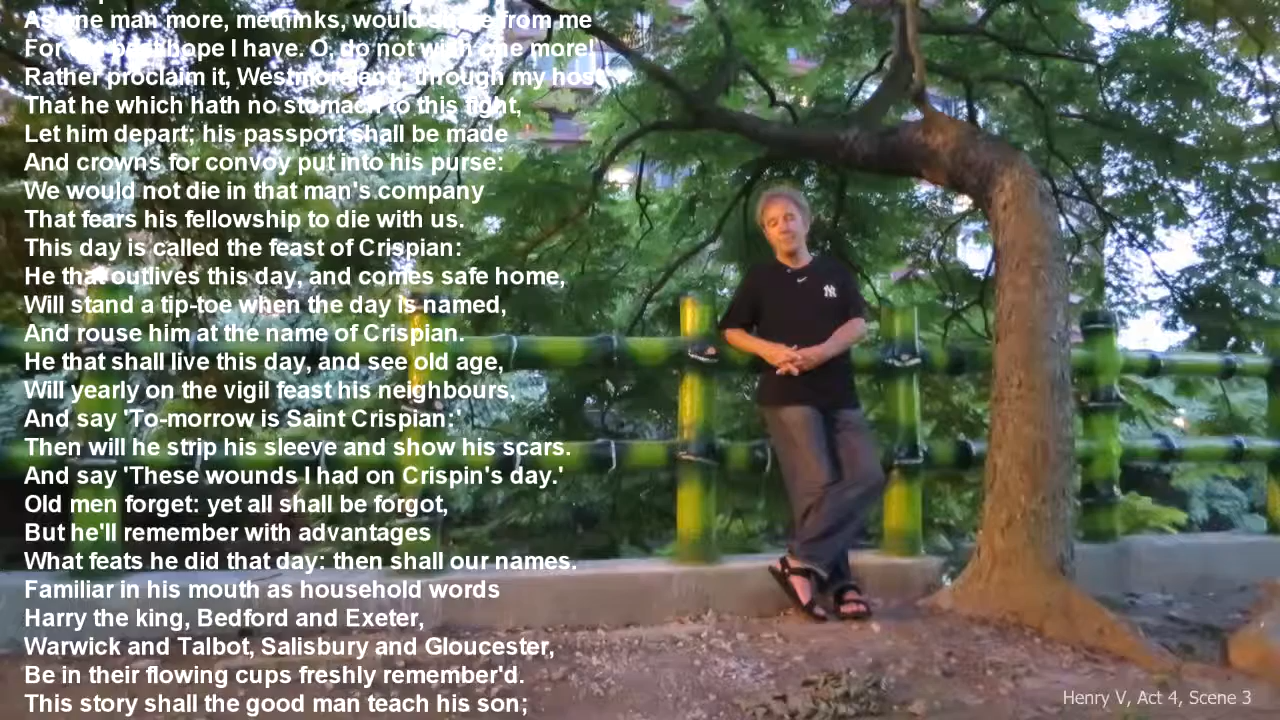 As one man more, methinks, would share from me
For the best hope I have. O, do not wish one more!
Rather proclaim it, Westmoreland, through my host,
That he which hath no stomach to this fight,
Let him depart; his passport shall be made
And crowns for convoy put into his purse:
We would not die in that man's company
That fears his fellowship to die with us.
This day is called the feast of Crispian:
He that outlives this day, and comes safe home,
Will stand a tip-toe when the day is named,
And rouse him at the name of Crispian.
He that shall live this day, and see old age,
Will yearly on the vigil feast his neighbours,
And say 'To-morrow is Saint Crispian:'
Then will he strip his sleeve and show his scars.
And say 'These wounds I had on Crispin's day.'
Old men forget: yet all shall be forgot,
But he'll remember with advantages
What feats he did that day: then shall our names.
Familiar in his mouth as household words
Harry the king, Bedford and Exeter,
Warwick and Talbot, Salisbury and Gloucester,
Be in their flowing cups freshly remember'd.
This story shall the good man teach his son;
NY
Henry V, Act 4, Scene 3